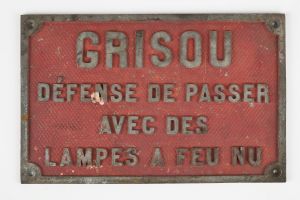 GRISOU
DÉFENSE DE PASSER
AVEC DES
LAMPES A FEU NU